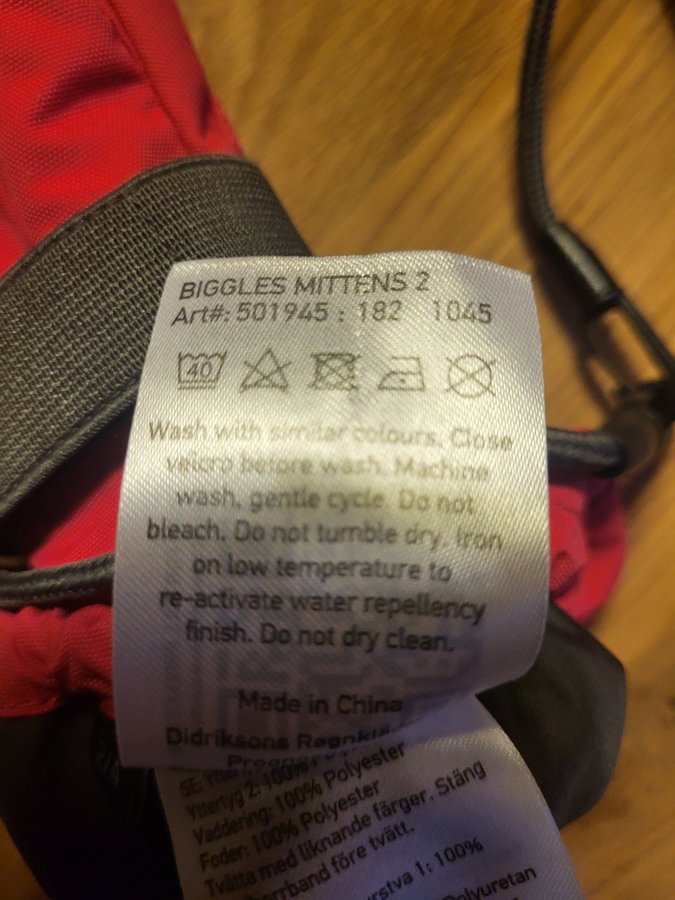 BIGGLES MITTENS 2
Art#: 501945 : 182 1045
40
Wash with similar colours. Close
velcro before wash. Machine
wash, gentle cycle. Do not
bleach. Do not tumble dry. Iron
on low temperature to
re-activate water repellency
finish. Do not dry clean.
Made in China
Didriksons
Yttertyg 2: 100%
Vaddering: 100% Polyester
Foder: 100% Polyester
Tvätta med liknande färger. Stäng
före tvätt.
1: 100%